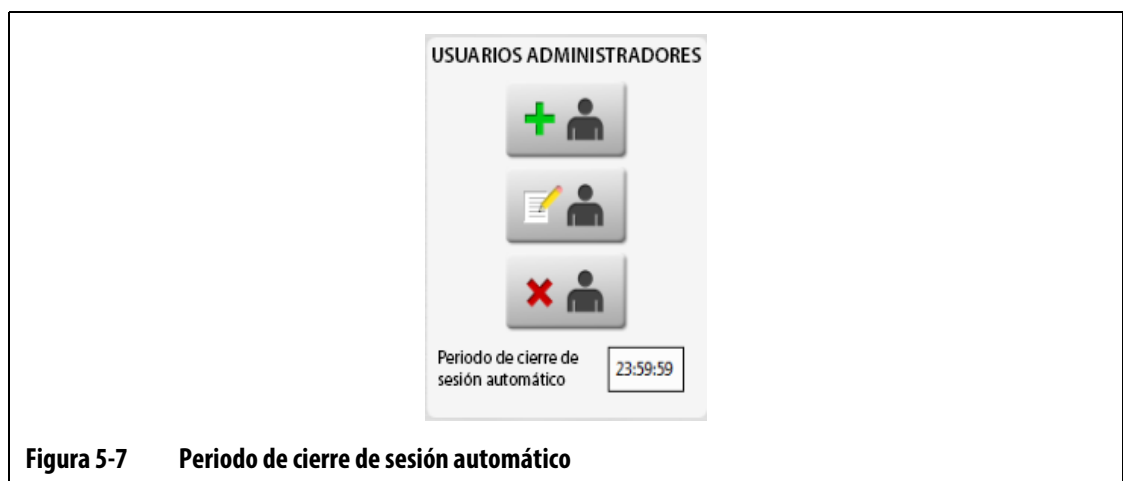 USUARIOS ADMINISTRADORES
Periodo de cierre de
sesión automático
23:59:59
Figura 5-7 Periodo de cierre de sesión automático